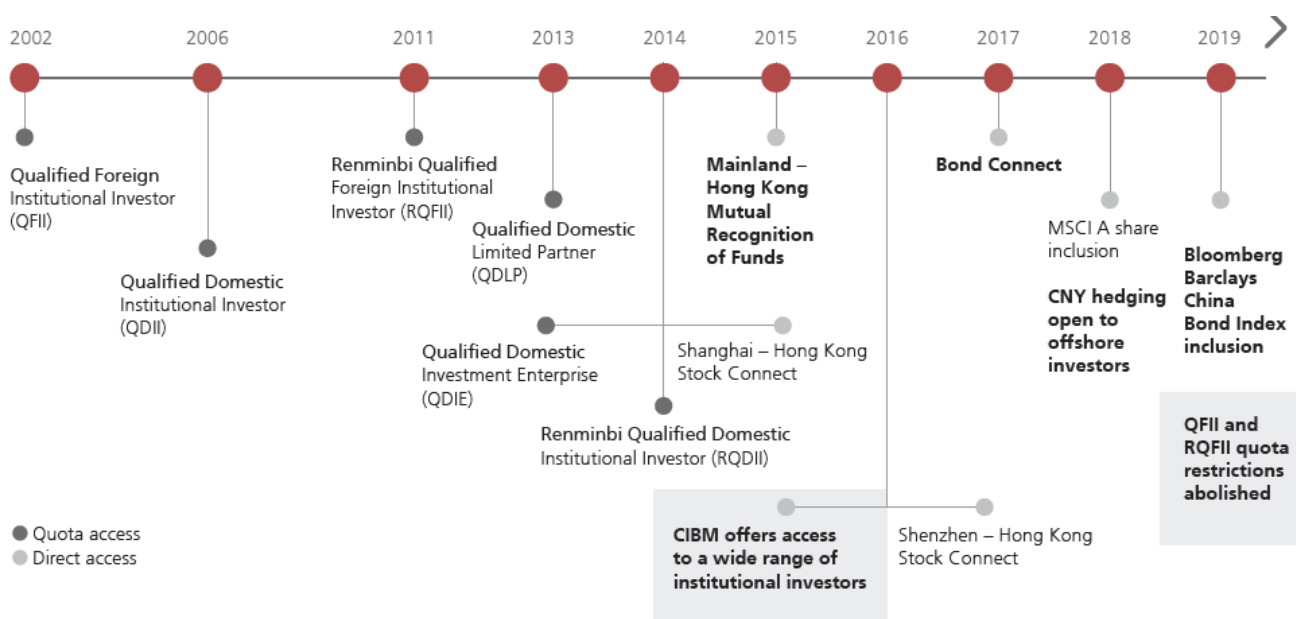 2002
2006
2011
2013
2014
2015
2016
2017
2018
2019
Qualified Foreign
Institutional Investor
(QFII)
Qualified Domestic
Institutional Investor
(QDII)
Renminbi Qualified
Foreign Institutional
Investor (RQFII)
Qualified Domestic
Limited Partner
(QDLP)
Qualified Domestic
Investment Enterprise
(QDIE)
Shanghai – Hong Kong
Stock Connect
Renminbi Qualified Domestic
Institutional Investor (RQDII)
Mainland –
Hong Kong
Mutual
Recognition
of Funds
CIBM offers access
to a wide range of
institutional investors
Shenzhen – Hong Kong
Stock Connect
Bond Connect
MSCI A share
inclusion
CNY hedging
open to
offshore
investors
Bloomberg
Barclays
China
Bond Index
inclusion
QFII and
RQFII quota
restrictions
abolished
Quota access
Direct access